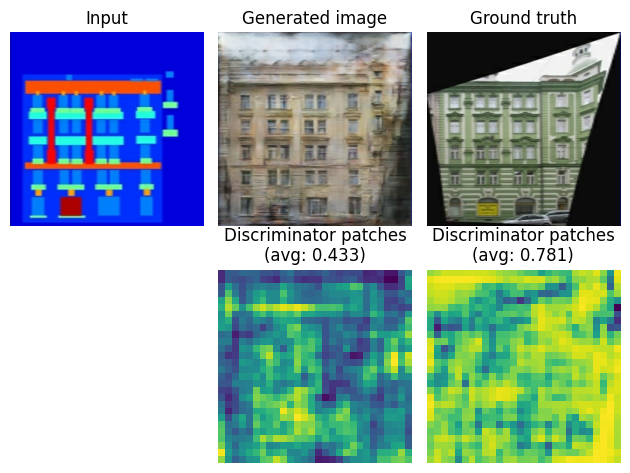 Input
Generated image
Ground truth
Discriminator patches
(avg: 0.433)
Discriminator patches
(avg: 0.781)